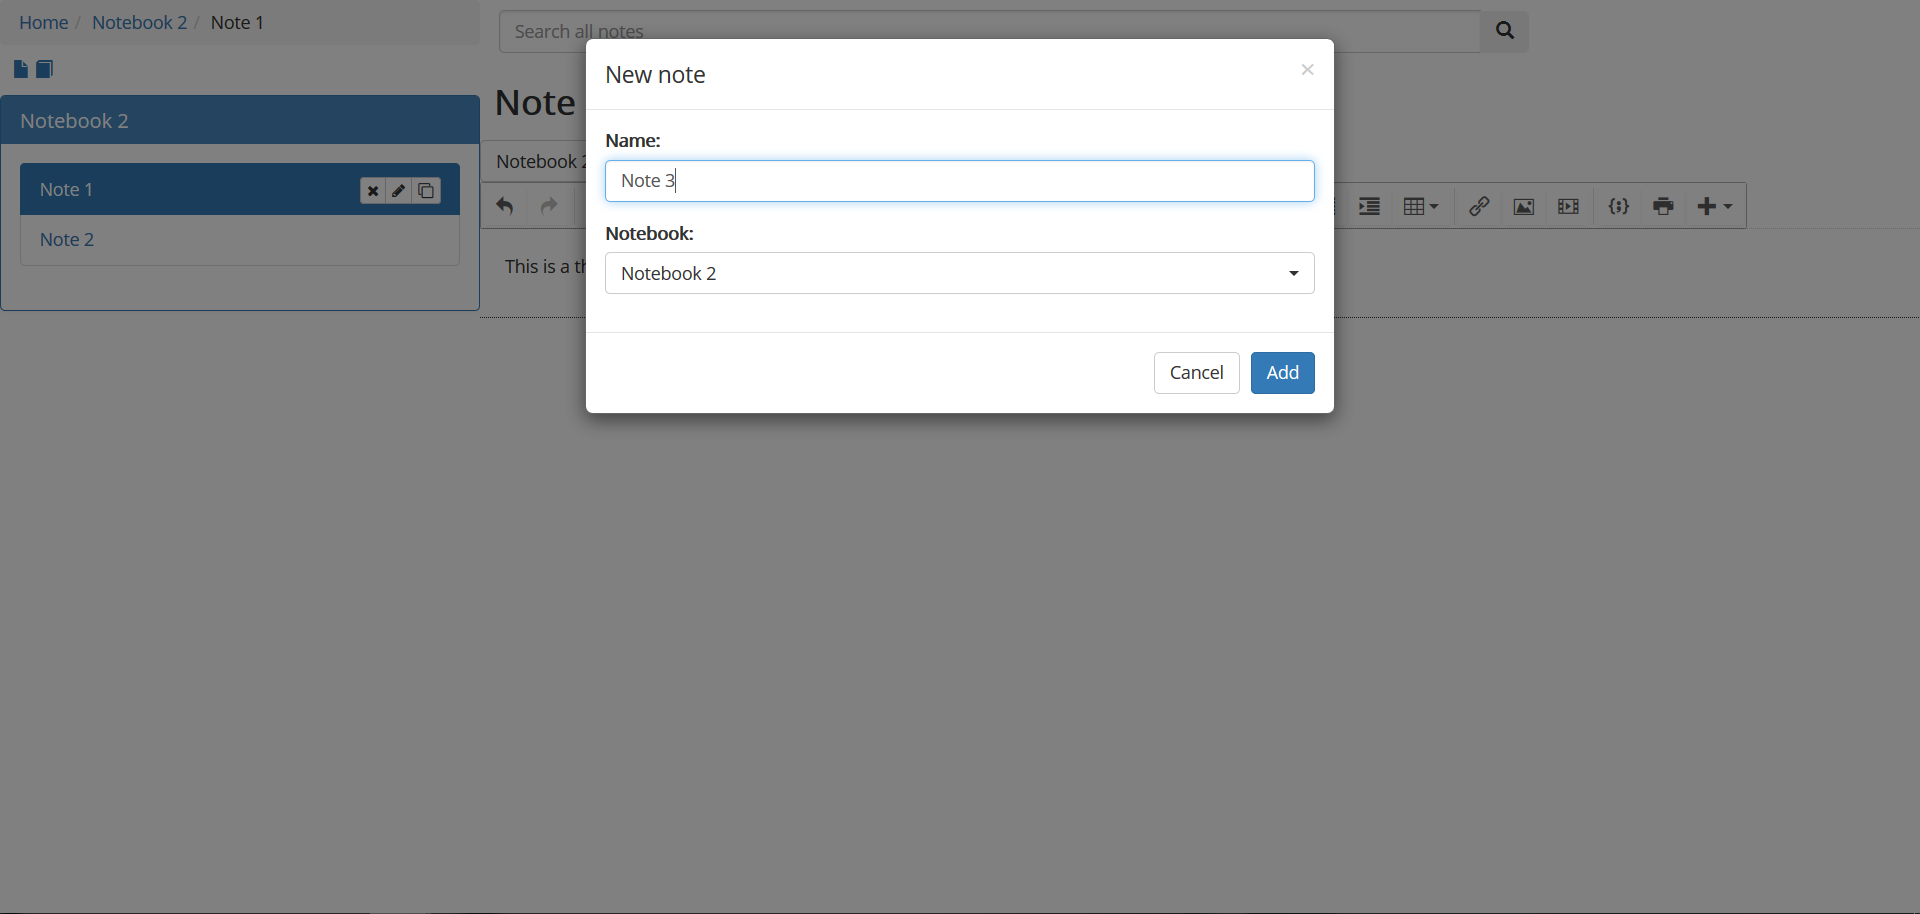 Home / Notebook 2 / Note 1
Search all notes
Notebook 2
Note 1
Note 2
Note
Notebook 2
This is a th
New note
×
Name:
Note 3
Notebook:
Notebook 2
Cancel
Add